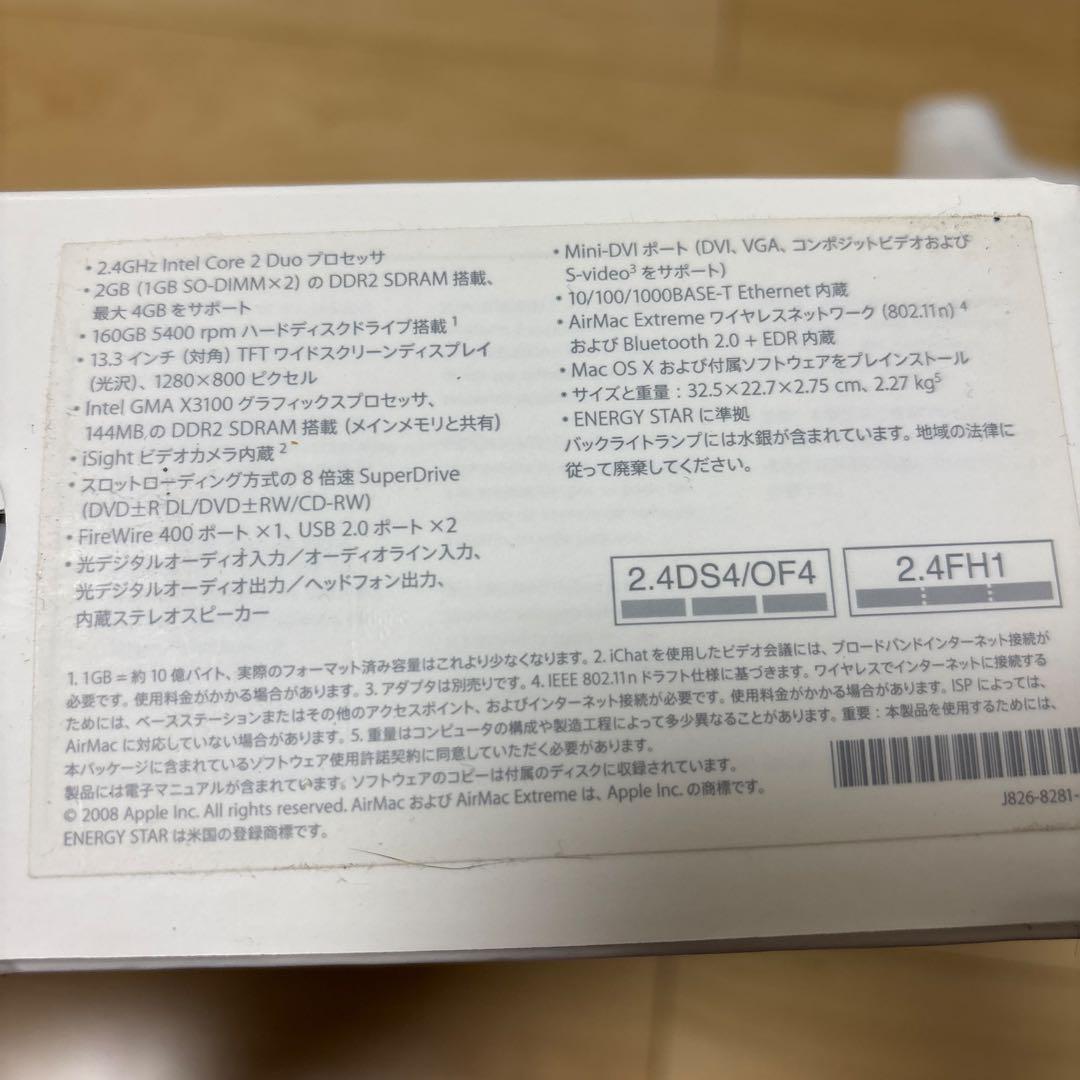 ・2.4GHz Intel Core 2 Duo プロセッサ
・2GB（1GB SO-DIMM×2）の DDR2 SDRAM 搭載、
最大 4GB をサポート
・160GB 5400 rpm ハードディスクドライブ搭載1
・13.3 インチ（対角）TFT ワイドスクリーンディスプレイ
（光沢）、1280×800 ピクセル
・Intel GMA X3100 グラフィックスプロセッサ、
144MB の DDR2 SDRAM 搭載（メインメモリと共有）
・iSight ビデオカメラ内蔵2
・スロットローディング方式の 8 倍速 SuperDrive
（DVD±R DL/DVD±RW/CD-RW）
・FireWire 400 ポート ×1、USB 2.0 ポート ×2
・光デジタルオーディオ入力／オーディオライン入力、
光デジタルオーディオ出力／ヘッドフォン出力、
内蔵ステレオスピーカー
・Mini-DVI ポート（DVI、VGA、コンポジットビデオおよび
S-video3 をサポート）
・10/100/1000BASE-T Ethernet 内蔵
・AirMac Extreme ワイヤレスネットワーク（802.11n）4
および Bluetooth 2.0 + EDR 内蔵
・Mac OS X および付属ソフトウェアをプレインストール
・サイズと重量：32.5×22.7×2.75 cm、2.27 kg5
・ENERGY STAR に準拠
バックライトランプには水銀が含まれています。地域の法律に
従って廃棄してください。
2.4DS4/OF4
2.4FH1
1. 1GB = 約 10 億バイト、実際のフォーマット済み容量はこれより少なくなります。2. iChat を使用したビデオ会議には、ブロードバンドインターネット接続が
必要です。使用料金がかかる場合があります。3. アダプタは別売りです。4. IEEE 802.11n ドラフト仕様に基づきます。ワイヤレスでインターネットに接続する
ためには、ベースステーションまたはその他のアクセスポイント、およびインターネット接続が必要です。使用料金がかかる場合があります。ISP によっては、
AirMac に対応していない場合があります。5. 重量はコンピュータの構成や製造工程によって多少異なることがあります。重要：本製品を使用するためには、
本パッケージに含まれているソフトウェア使用許諾契約に同意していただく必要があります。
製品には電子マニュアルが含まれています。ソフトウェアのコピーは付属のディスクに収録されています。
© 2008 Apple Inc. All rights reserved. AirMac および AirMac Extreme は、Apple Inc. の商標です。
ENERGY STAR は米国の登録商標です。
J826-8281-